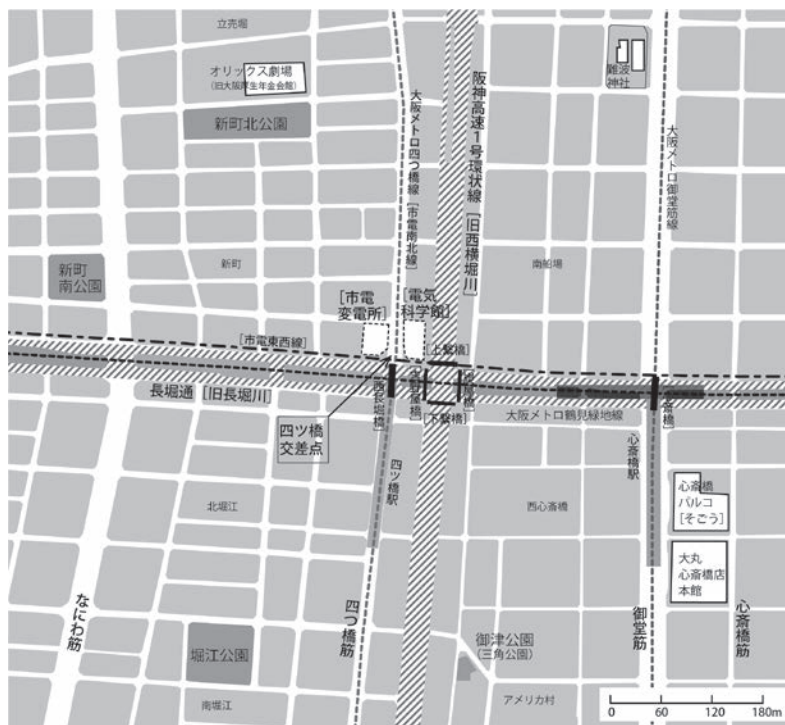 立売堀
オリックス劇場
(旧大阪厚生年金会館)
新町北公園
大阪メトロ四つ橋線[市電南北線]
阪神高速1号環状線[旧西横堀川]
難波
神社
大阪メトロ御堂筋線
新町
南公園
新町
南船場
[市電
変電所]
[電気
科学館]
[市電東西線]
[上繋橋]
長堀通[旧長堀川]
[西長堀橋]
[下繋橋]
大阪メトロ鶴見緑地線
四ツ橋
交差点
四ツ橋駅
心斎橋駅
北堀江
西心斎橋
心斎橋
パルコ
[そごう]
大丸
心斎橋店
本館
なにわ筋
四つ橋筋
御堂筋
心斎橋筋
堀江公園
御津公園
(三角公園)
南堀江
アメリカ村
0 60 120 180m